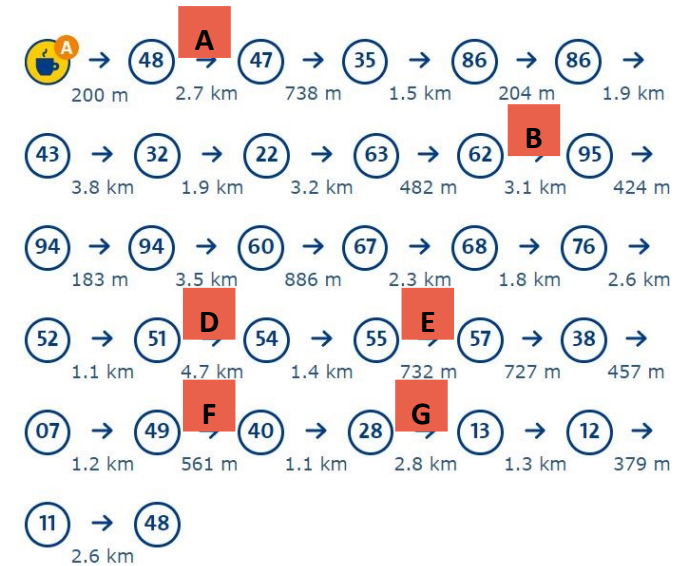 A 48 A 47 35 86 86
200 m 2.7 km 738 m 1.5 km 204 m 1.9 km
B
43 32 22 63 62 95
3.8 km 1.9 km 3.2 km 482 m 3.1 km 424 m
94 94 60 67 68 76
183 m 3.5 km 886 m 2.3 km 1.8 km 2.6 km
D E
52 51 54 55 57 38
1.1 km 4.7 km 1.4 km 732 m 727 m 457 m
F G
07 49 40 28 13 12
1.2 km 561 m 1.1 km 2.8 km 1.3 km 379 m
11 48
2.6 km